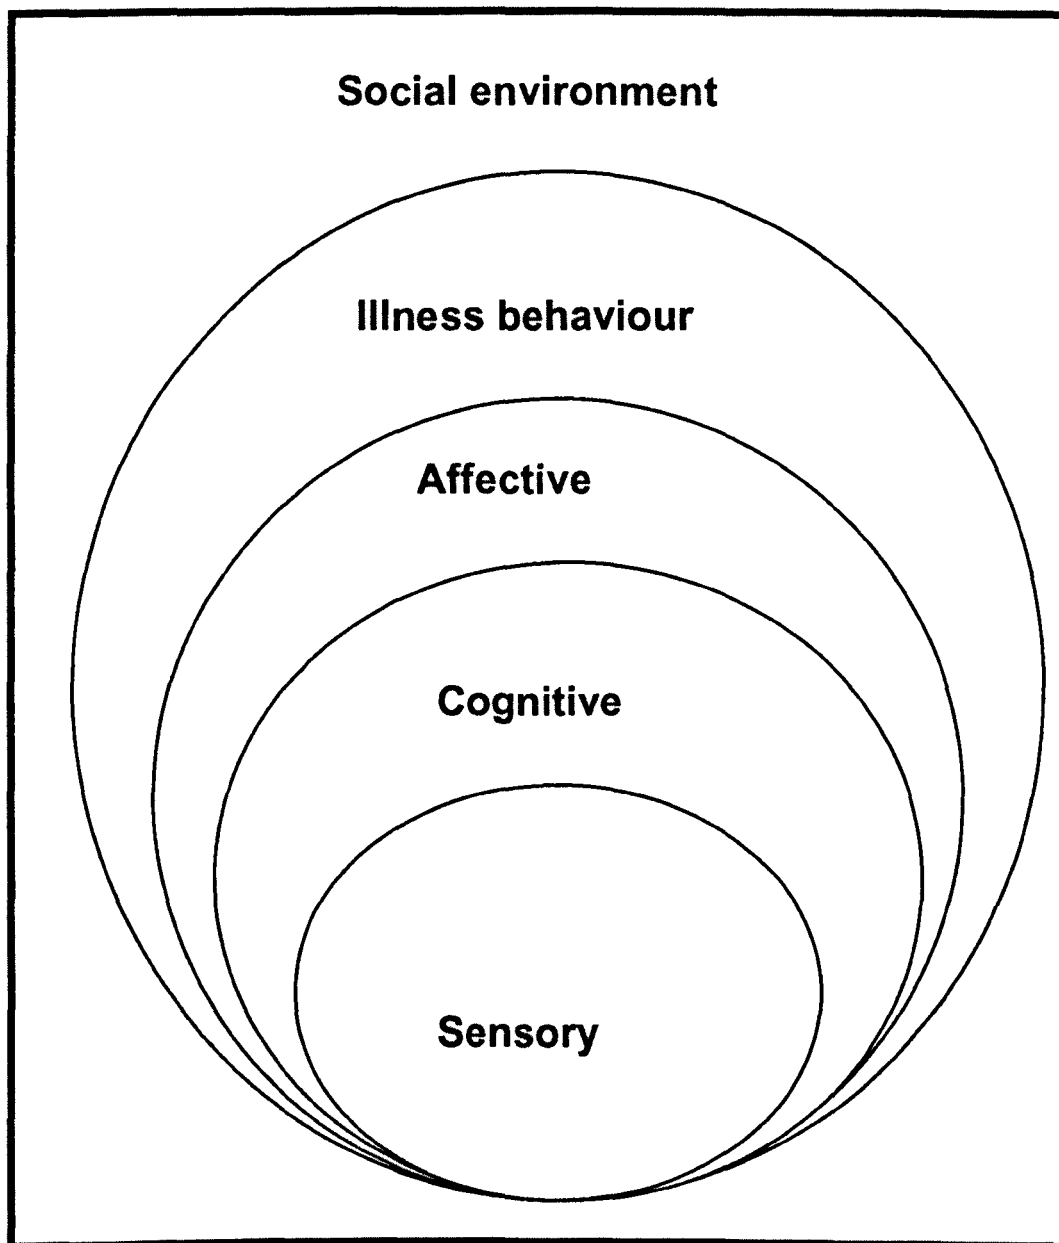 Social environment
Illness behaviour
Affective
Cognitive
Sensory